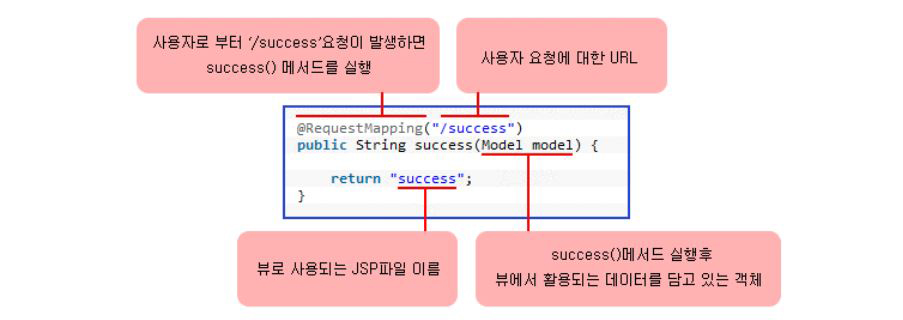 사용자로 부터 '/success'요청이 발생하면
success() 메서드를 실행
사용자 요청에 대한 URL
@RequestMapping("/success")
public String success(Model model) {
return "success";
}
뷰로 사용되는 JSP파일 이름
success()메서드 실행후
뷰에서 활용되는 데이터를 담고 있는 객체